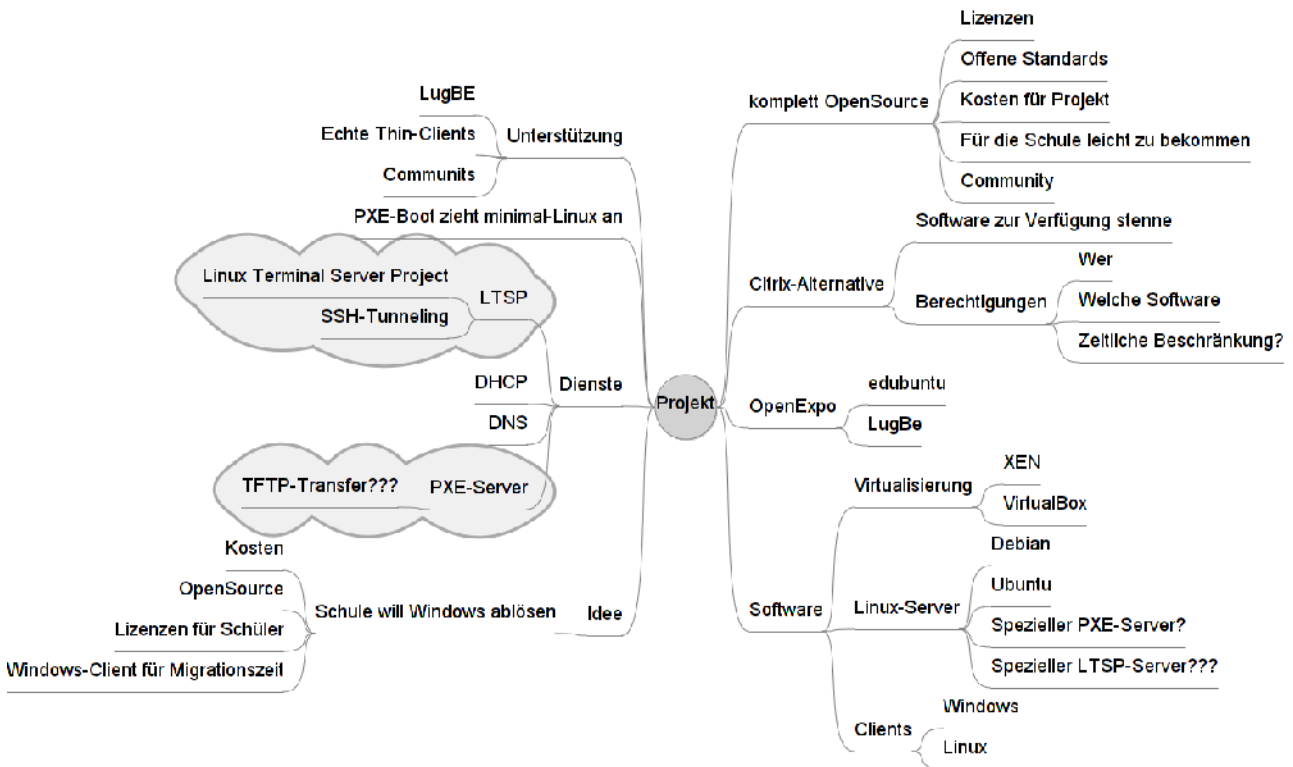 Projekt
Unterstützung
LugBE
Echte Thin-Clients
Communits
PXE-Boot zieht minimal-Linux an
Dienste
LTSP
Linux Terminal Server Project
SSH-Tunneling
DHCP
DNS
PXE-Server
TFTP-Transfer???
Idee
Schule will Windows ablösen
Kosten
OpenSource
Lizenzen für Schüler
Windows-Client für Migrationszeit
komplett OpenSource
Lizenzen
Offene Standards
Kosten für Projekt
Für die Schule leicht zu bekommen
Community
Citrix-Alternative
Software zur Verfügung stenne
Berechtigungen
Wer
Welche Software
Zeitliche Beschränkung?
OpenExpo
edubuntu
LugBe
Software
Virtualisierung
XEN
VirtualBox
Linux-Server
Debian
Ubuntu
Spezieller PXE-Server?
Spezieller LTSP-Server???
Clients
Windows
Linux